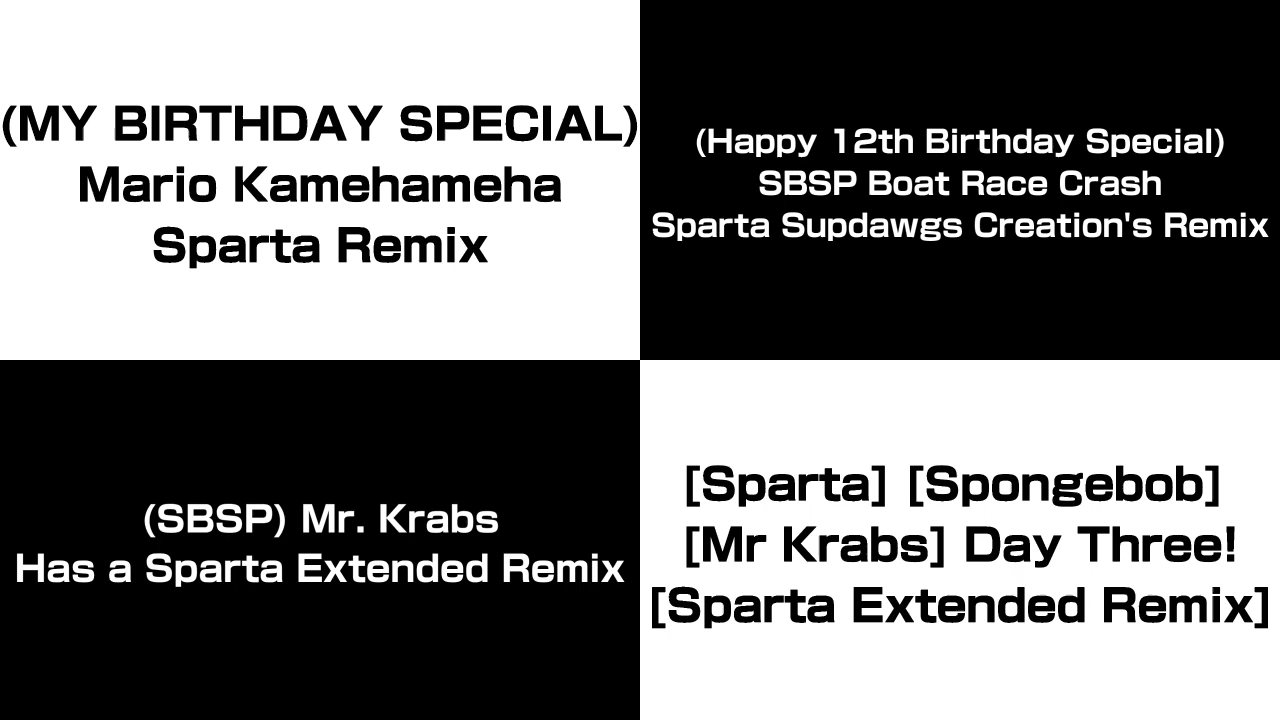 (MY BIRTHDAY SPECIAL)
Mario Kamehameha
Sparta Remix
(Happy 12th Birthday Special)
SBSP Boat Race Crash
Sparta Supdawgs Creation's Remix
(SBSP) Mr. Krabs
Has a Sparta Extended Remix
[Sparta] [Spongebob]
[Mr Krabs] Day Three!
[Sparta Extended Remix]